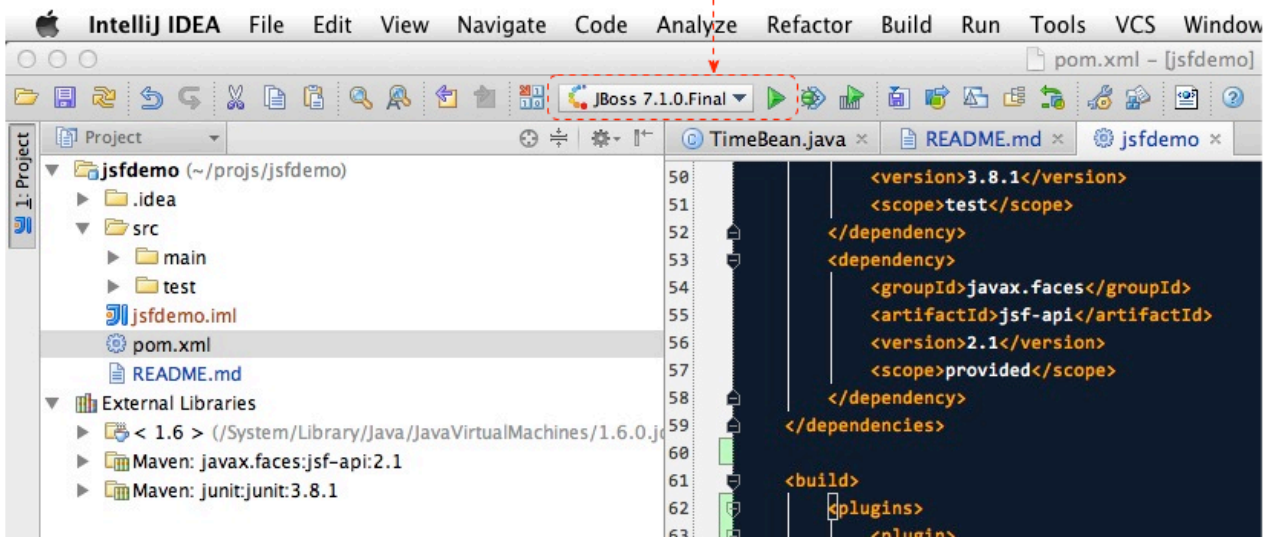 IntelliJ IDEA File Edit View Navigate Code Analyze Refactor Build Run Tools VCS Window
pom.xml – [jsfdemo]
JBoss 7.1.0.Final
1: Project
Project
TimeBean.java
README.md
jsfdemo
jsfdemo (~/projs/jsfdemo)
.idea
src
main
test
jsfdemo.iml
pom.xml
README.md
External Libraries
< 1.6 > (/System/Library/Java/JavaVirtualMachines/1.6.0.jd
Maven: javax.faces:jsf-api:2.1
Maven: junit:junit:3.8.1
50 <version>3.8.1</version>
51 <scope>test</scope>
52 </dependency>
53 <dependency>
54 <groupId>javax.faces</groupId>
55 <artifactId>jsf-api</artifactId>
56 <version>2.1</version>
57 <scope>provided</scope>
58 </dependency>
59 </dependencies>
60
61 <build>
62 <plugins>
63 <plugin>